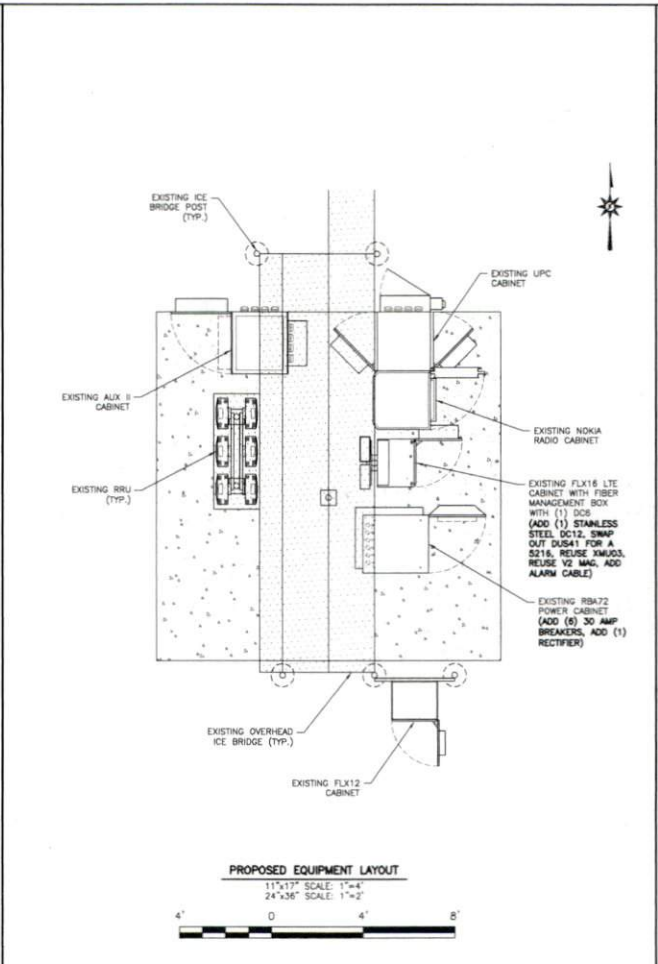 EXISTING ICE
BRIDGE POST
(TYP.)
EXISTING UPC
CABINET
EXISTING AUX II
CABINET
EXISTING NOKIA
RADIO CABINET
EXISTING RRU
(TYP.)
EXISTING FLX16 LTE
CABINET WITH FIBER
MANAGEMENT BOX
WITH (1) DC6
(ADD (1) STAINLESS
STEEL DC12, SWAP
OUT DUS41 FOR A
5216, REUSE XMU03,
REUSE V2 MAG, ADD
ALARM CABLE)
EXISTING RBA72
POWER CABINET
(ADD (6) 30 AMP
BREAKERS, ADD (1)
RECTIFIER)
EXISTING OVERHEAD
ICE BRIDGE (TYP.)
EXISTING FLX12
CABINET
PROPOSED EQUIPMENT LAYOUT
11"x17" SCALE: 1"=4'
24"x36" SCALE: 1"=2'
4' 0 4' 8'